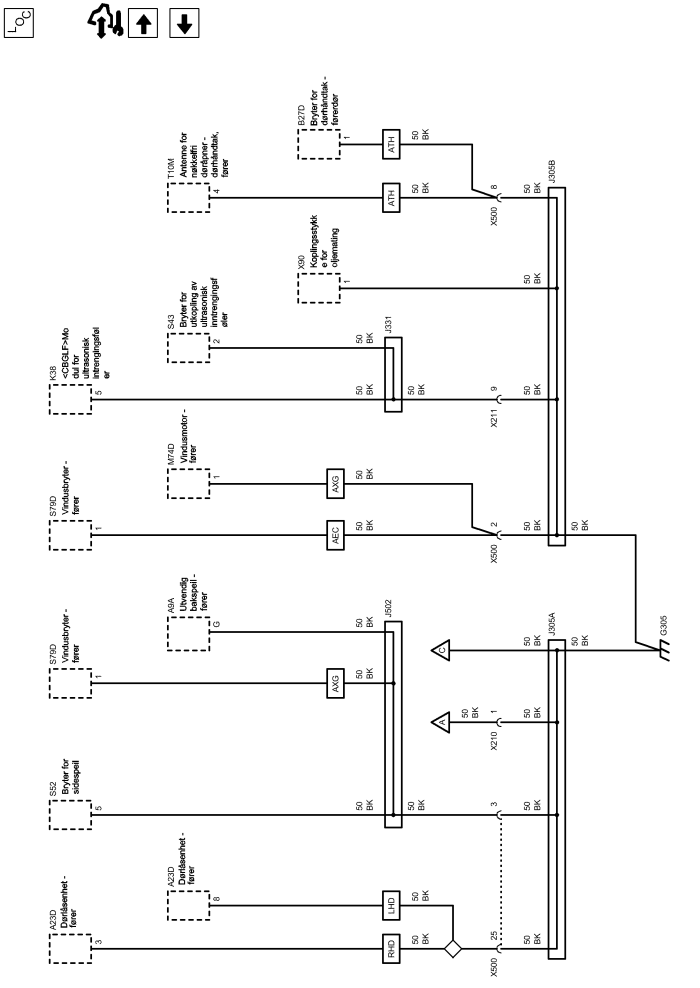 LOC
A23D
Dørlåsenhet -
fører
3
A23D
Dørlåsenhet -
fører
8
RHD
LHD
50
BK
50
BK
X500
25
50
BK
S52
Bryter for
sidespeil
5
50
BK
50
BK
3
50
BK
S79D
Vindusbryter -
fører
1
AXG
50
BK
A9A
Utvendig
bakspeil -
fører
G
50
BK
J502
A
50
BK
X210
1
50
BK
C
50
BK
J305A
50
BK
G305
S79D
Vindusbryter -
fører
1
AEC
50
BK
M74D
Vindusmotor -
fører
1
AXG
50
BK
X500
2
50
BK
50
BK
K38
<CBGLF>Mo
dul for
ultrasonisk
intrengingsføl
er
5
50
BK
S43
Bryter for
utkopling av
ultrasonisk
inntrengingsf
øler
2
50
BK
J331
50
BK
X211
9
50
BK
X90
Koplingsstykk
e for
oljemaling
1
50
BK
T10M
Antenne for
nøkkelfri
døråpner -
dørhåndtak,
fører
4
ATH
50
BK
B27D
Bryter for
dørhåndtak -
førerdør
1
ATH
50
BK
X500
8
50
BK
J305B